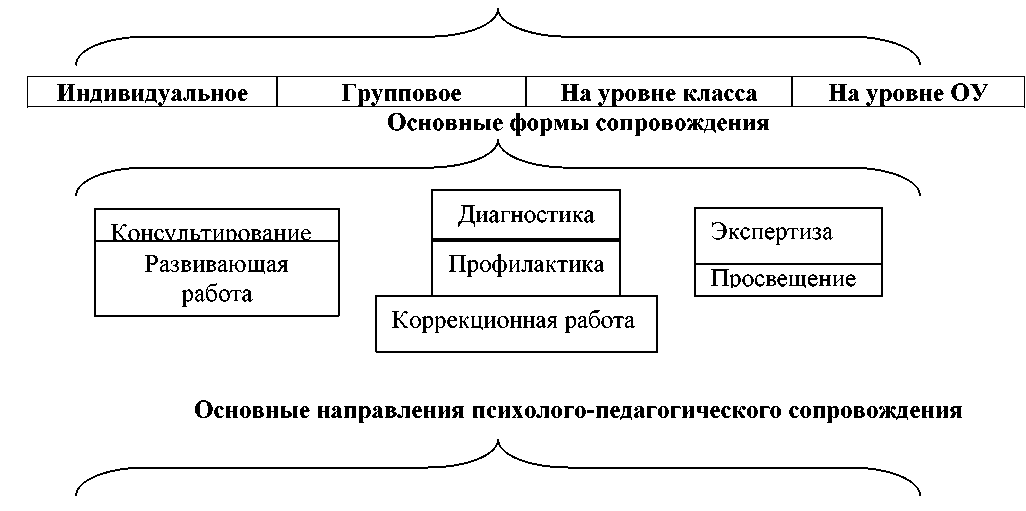 Индивидуальное Групповое На уровне класса На уровне ОУ
Основные формы сопровождения
Консультирование
Развивающая
работа
Диагностика
Профилактика
Коррекционная работа
Экспертиза
Просвещение
Основные направления психолого-педагогического сопровождения